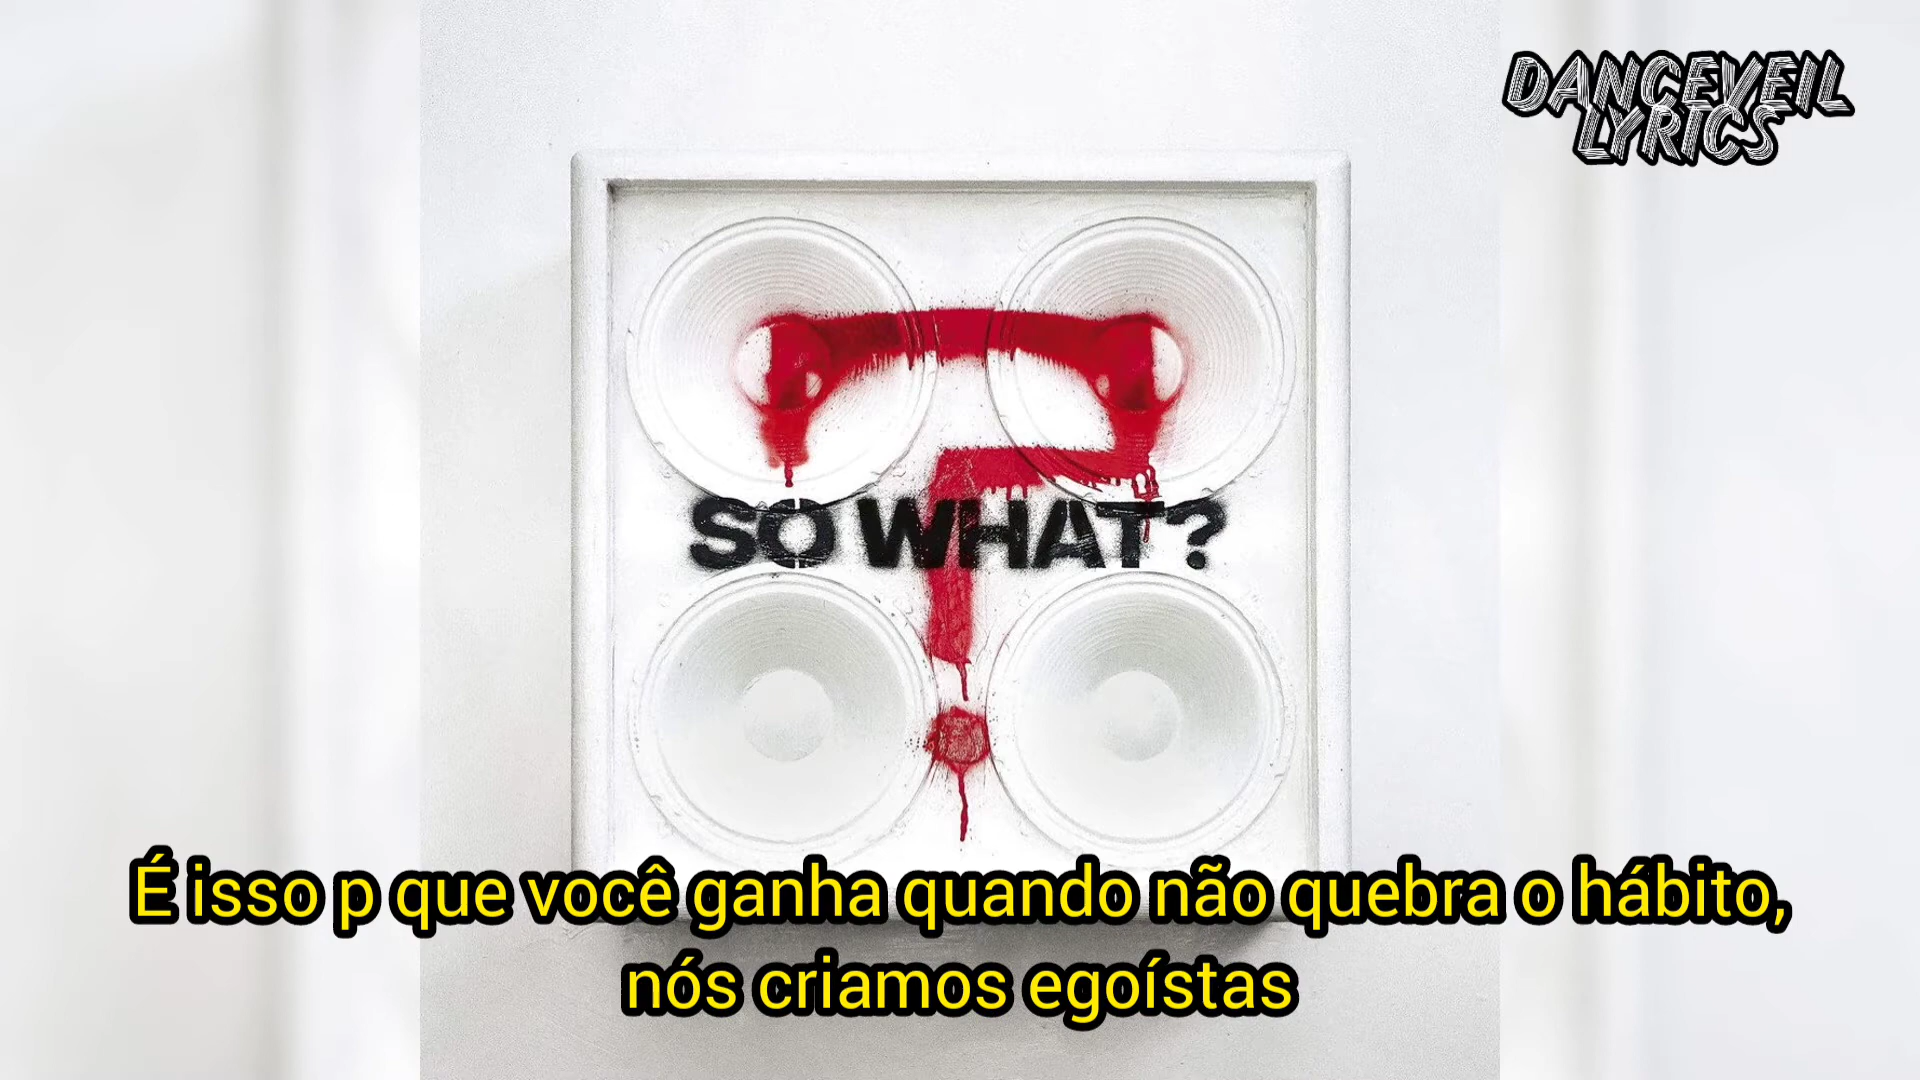 DANCEVEIL
LYRICS
SO WHAT?
É isso p que você ganha quando não quebra o hábito,
nós criamos egoístas